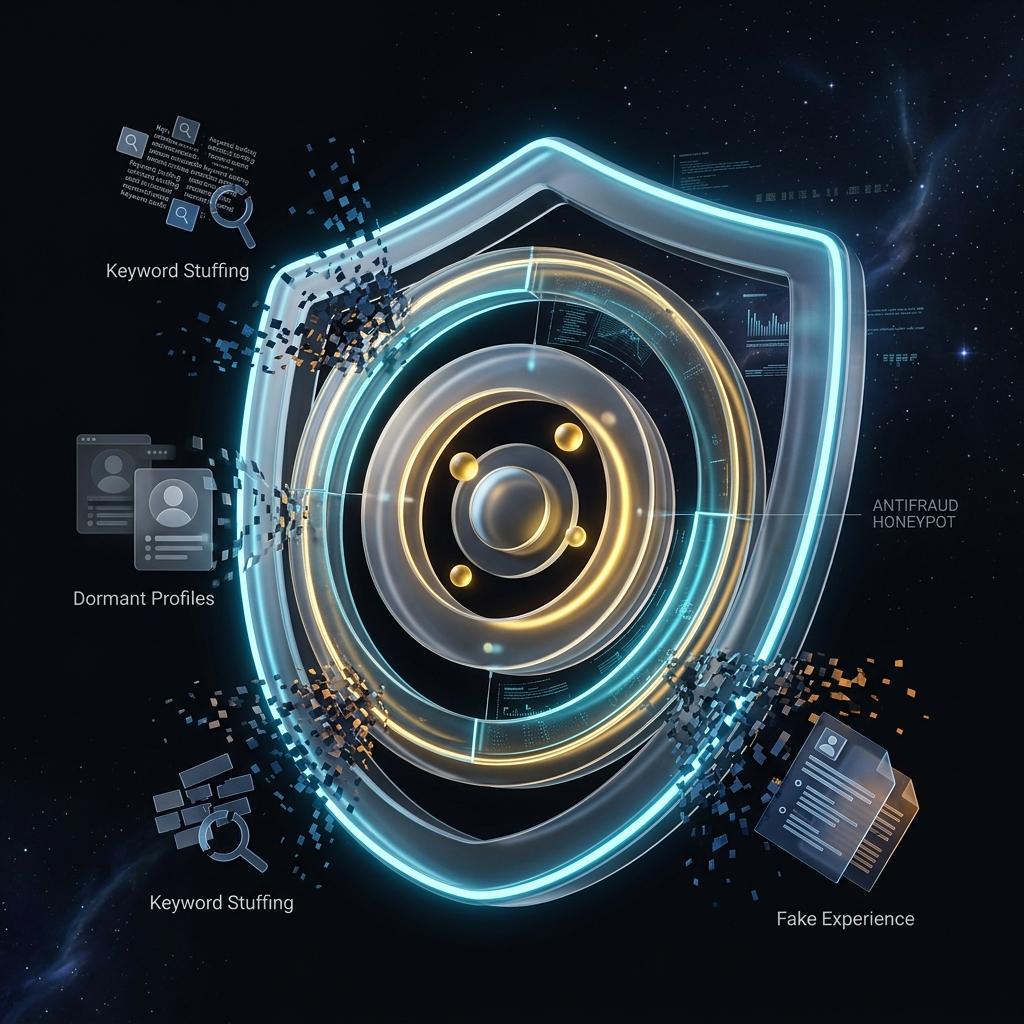 Keyword Stuffing
ANTIFRAUD
HONEYPOT
Dormant Profiles
Keyword Stuffing
Fake Experience